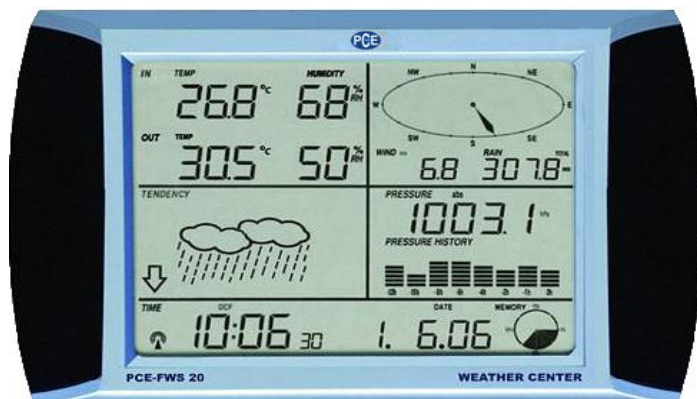 PCE
IN TEMP HUMIDITY
26.8 °C 68 % RH
OUT TEMP
30.5 °C 50 % RH
NW N NE
W E
SW S SE
WIND RAIN TOTAL
6.8 307.8
TENDENCY
PRESSURE abs
1003.1
PRESSURE HISTORY
TIME DCF DATE MEMORY
10:06 30 1. 6.06
PCE-FWS 20 WEATHER CENTER